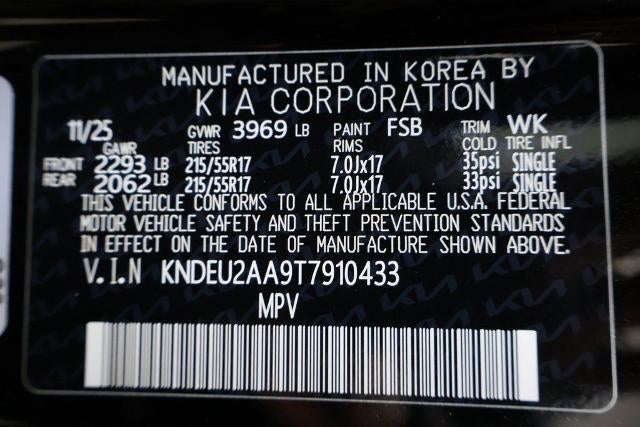 MANUFACTURED IN KOREA BY
KIA CORPORATION
11/25 GVWR 3969 LB PAINT FSB TRIM WK
GAWR TIRES RIMS COLD TIRE INFL
FRONT 2293 LB 215/55R17 7.0Jx17 35psi SINGLE
REAR 2062 LB 215/55R17 7.0Jx17 33psi SINGLE
THIS VEHICLE CONFORMS TO ALL APPLICABLE U.S.A. FEDERAL
MOTOR VEHICLE SAFETY AND THEFT PREVENTION STANDARDS
IN EFFECT ON THE DATE OF MANUFACTURE SHOWN ABOVE.
V.I.N KNDEU2AA9T7910433
MPV